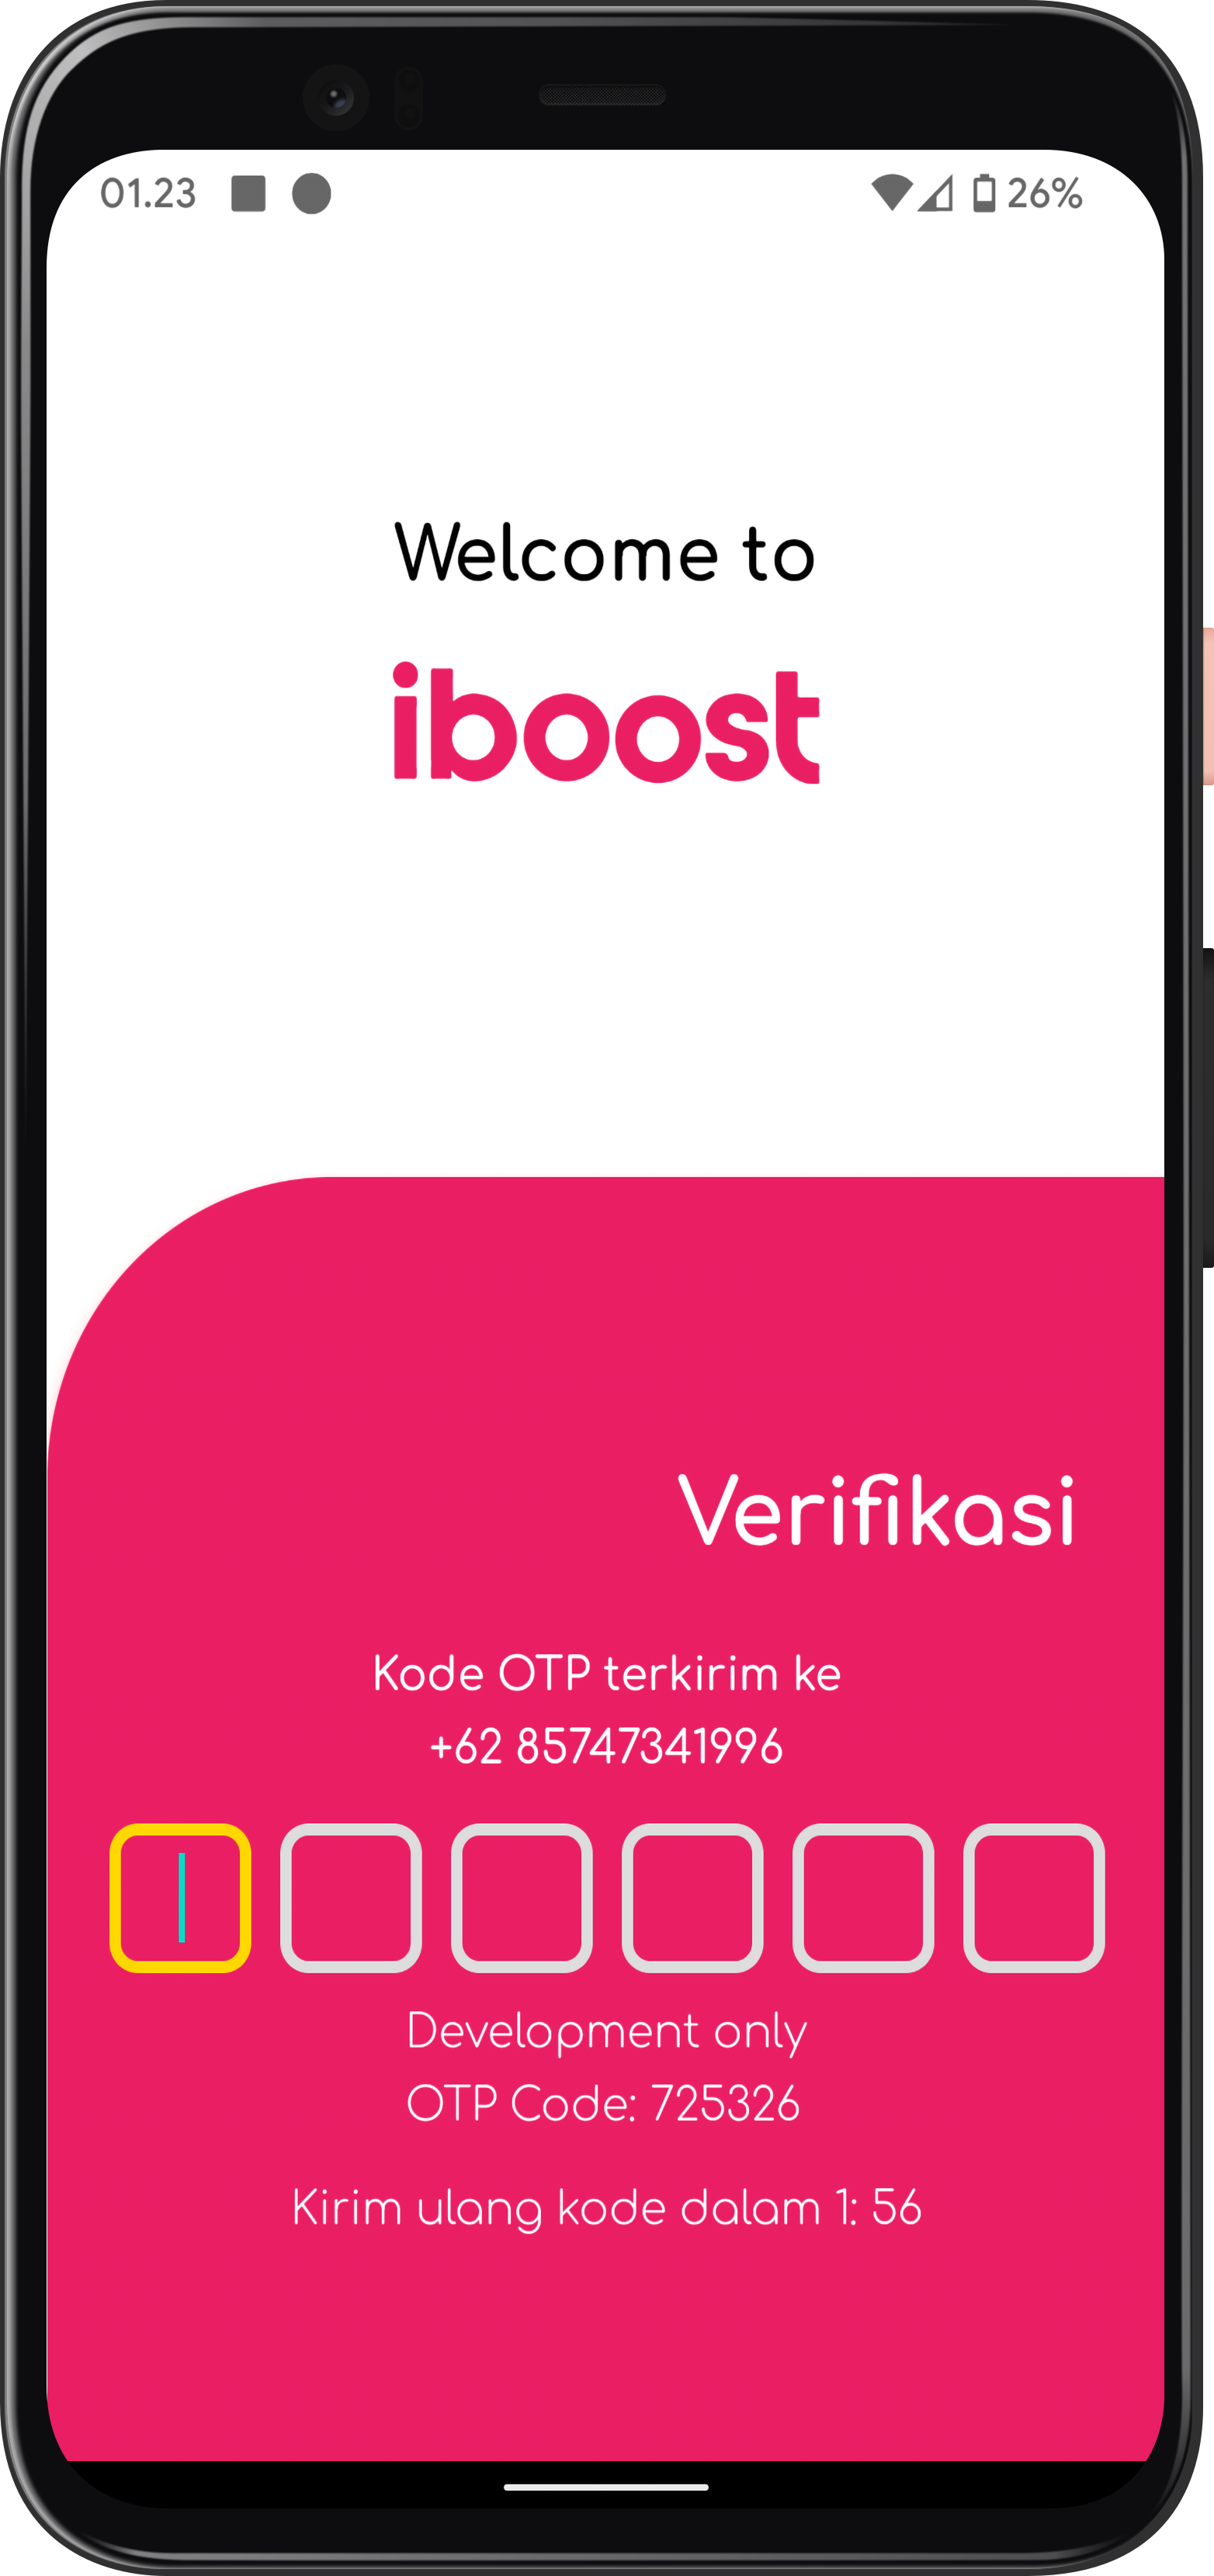 01.23
26%
Welcome to
iboost
Verifikasi
Kode OTP terkirim ke
+62 85747341996
Development only
OTP Code: 725326
Kirim ulang kode dalam 1: 56